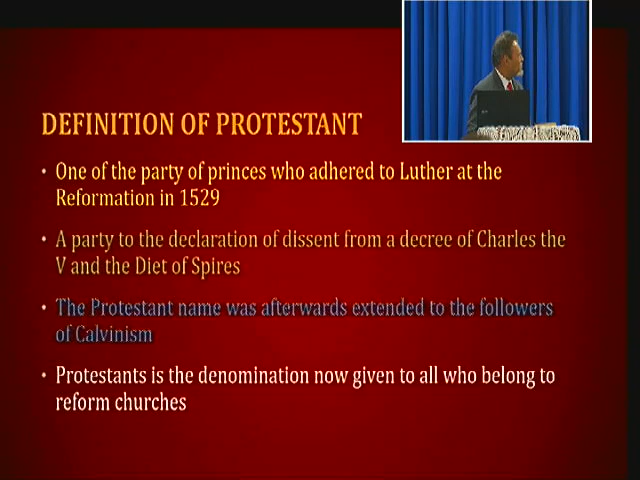 DEFINITION OF PROTESTANT
• One of the party of princes who adhered to Luther at the
Reformation in 1529
• A party to the declaration of dissent from a decree of Charles the
V and the Diet of Spires
• The Protestant name was afterwards extended to the followers
of Calvinism
• Protestants is the denomination now given to all who belong to
reform churches